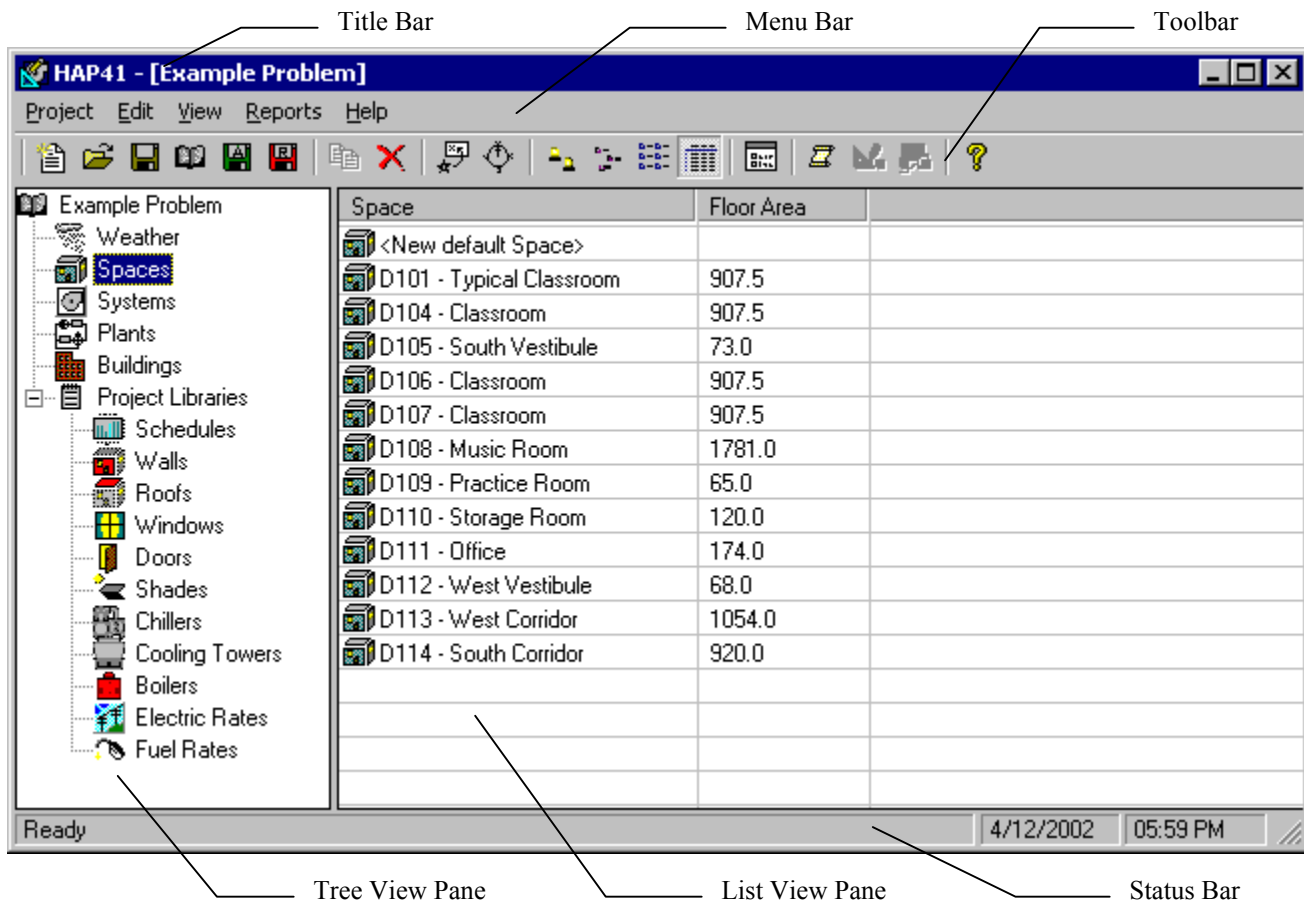 Title Bar Menu Bar Toolbar
HAP41 - [Example Problem]
Project Edit View Reports Help
Example Problem
Weather
Spaces
Systems
Plants
Buildings
Project Libraries
Schedules
Walls
Roofs
Windows
Doors
Shades
Chillers
Cooling Towers
Boilers
Electric Rates
Fuel Rates
Space Floor Area
<New default Space>
D101 - Typical Classroom 907.5
D104 - Classroom 907.5
D105 - South Vestibule 73.0
D106 - Classroom 907.5
D107 - Classroom 907.5
D108 - Music Room 1781.0
D109 - Practice Room 65.0
D110 - Storage Room 120.0
D111 - Office 174.0
D112 - West Vestibule 68.0
D113 - West Corridor 1054.0
D114 - South Corridor 920.0
Ready 4/12/2002 05:59 PM
Tree View Pane List View Pane Status Bar